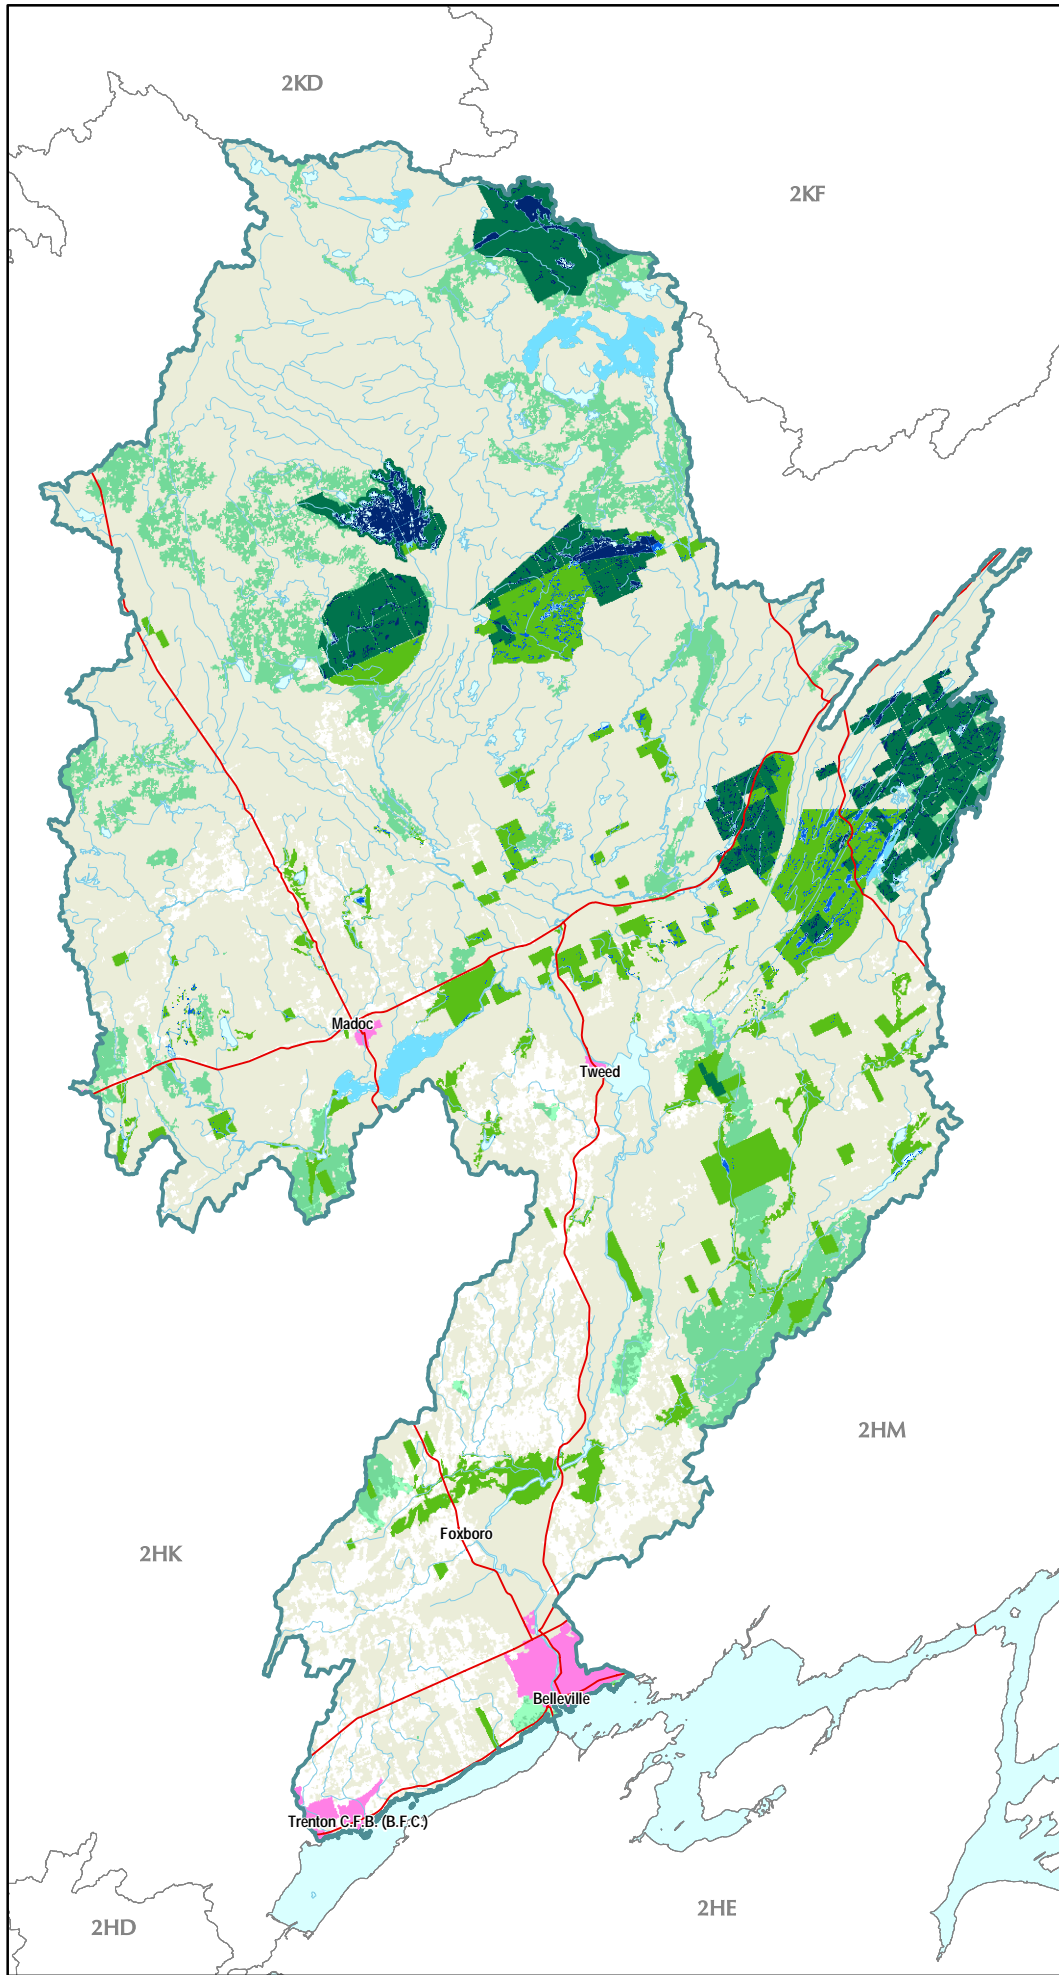 2KD
2KF
Madoc
Tweed
2HM
Foxboro
2HK
Belleville
Trenton C.F.B. (B.F.C.)
2HE
2HD